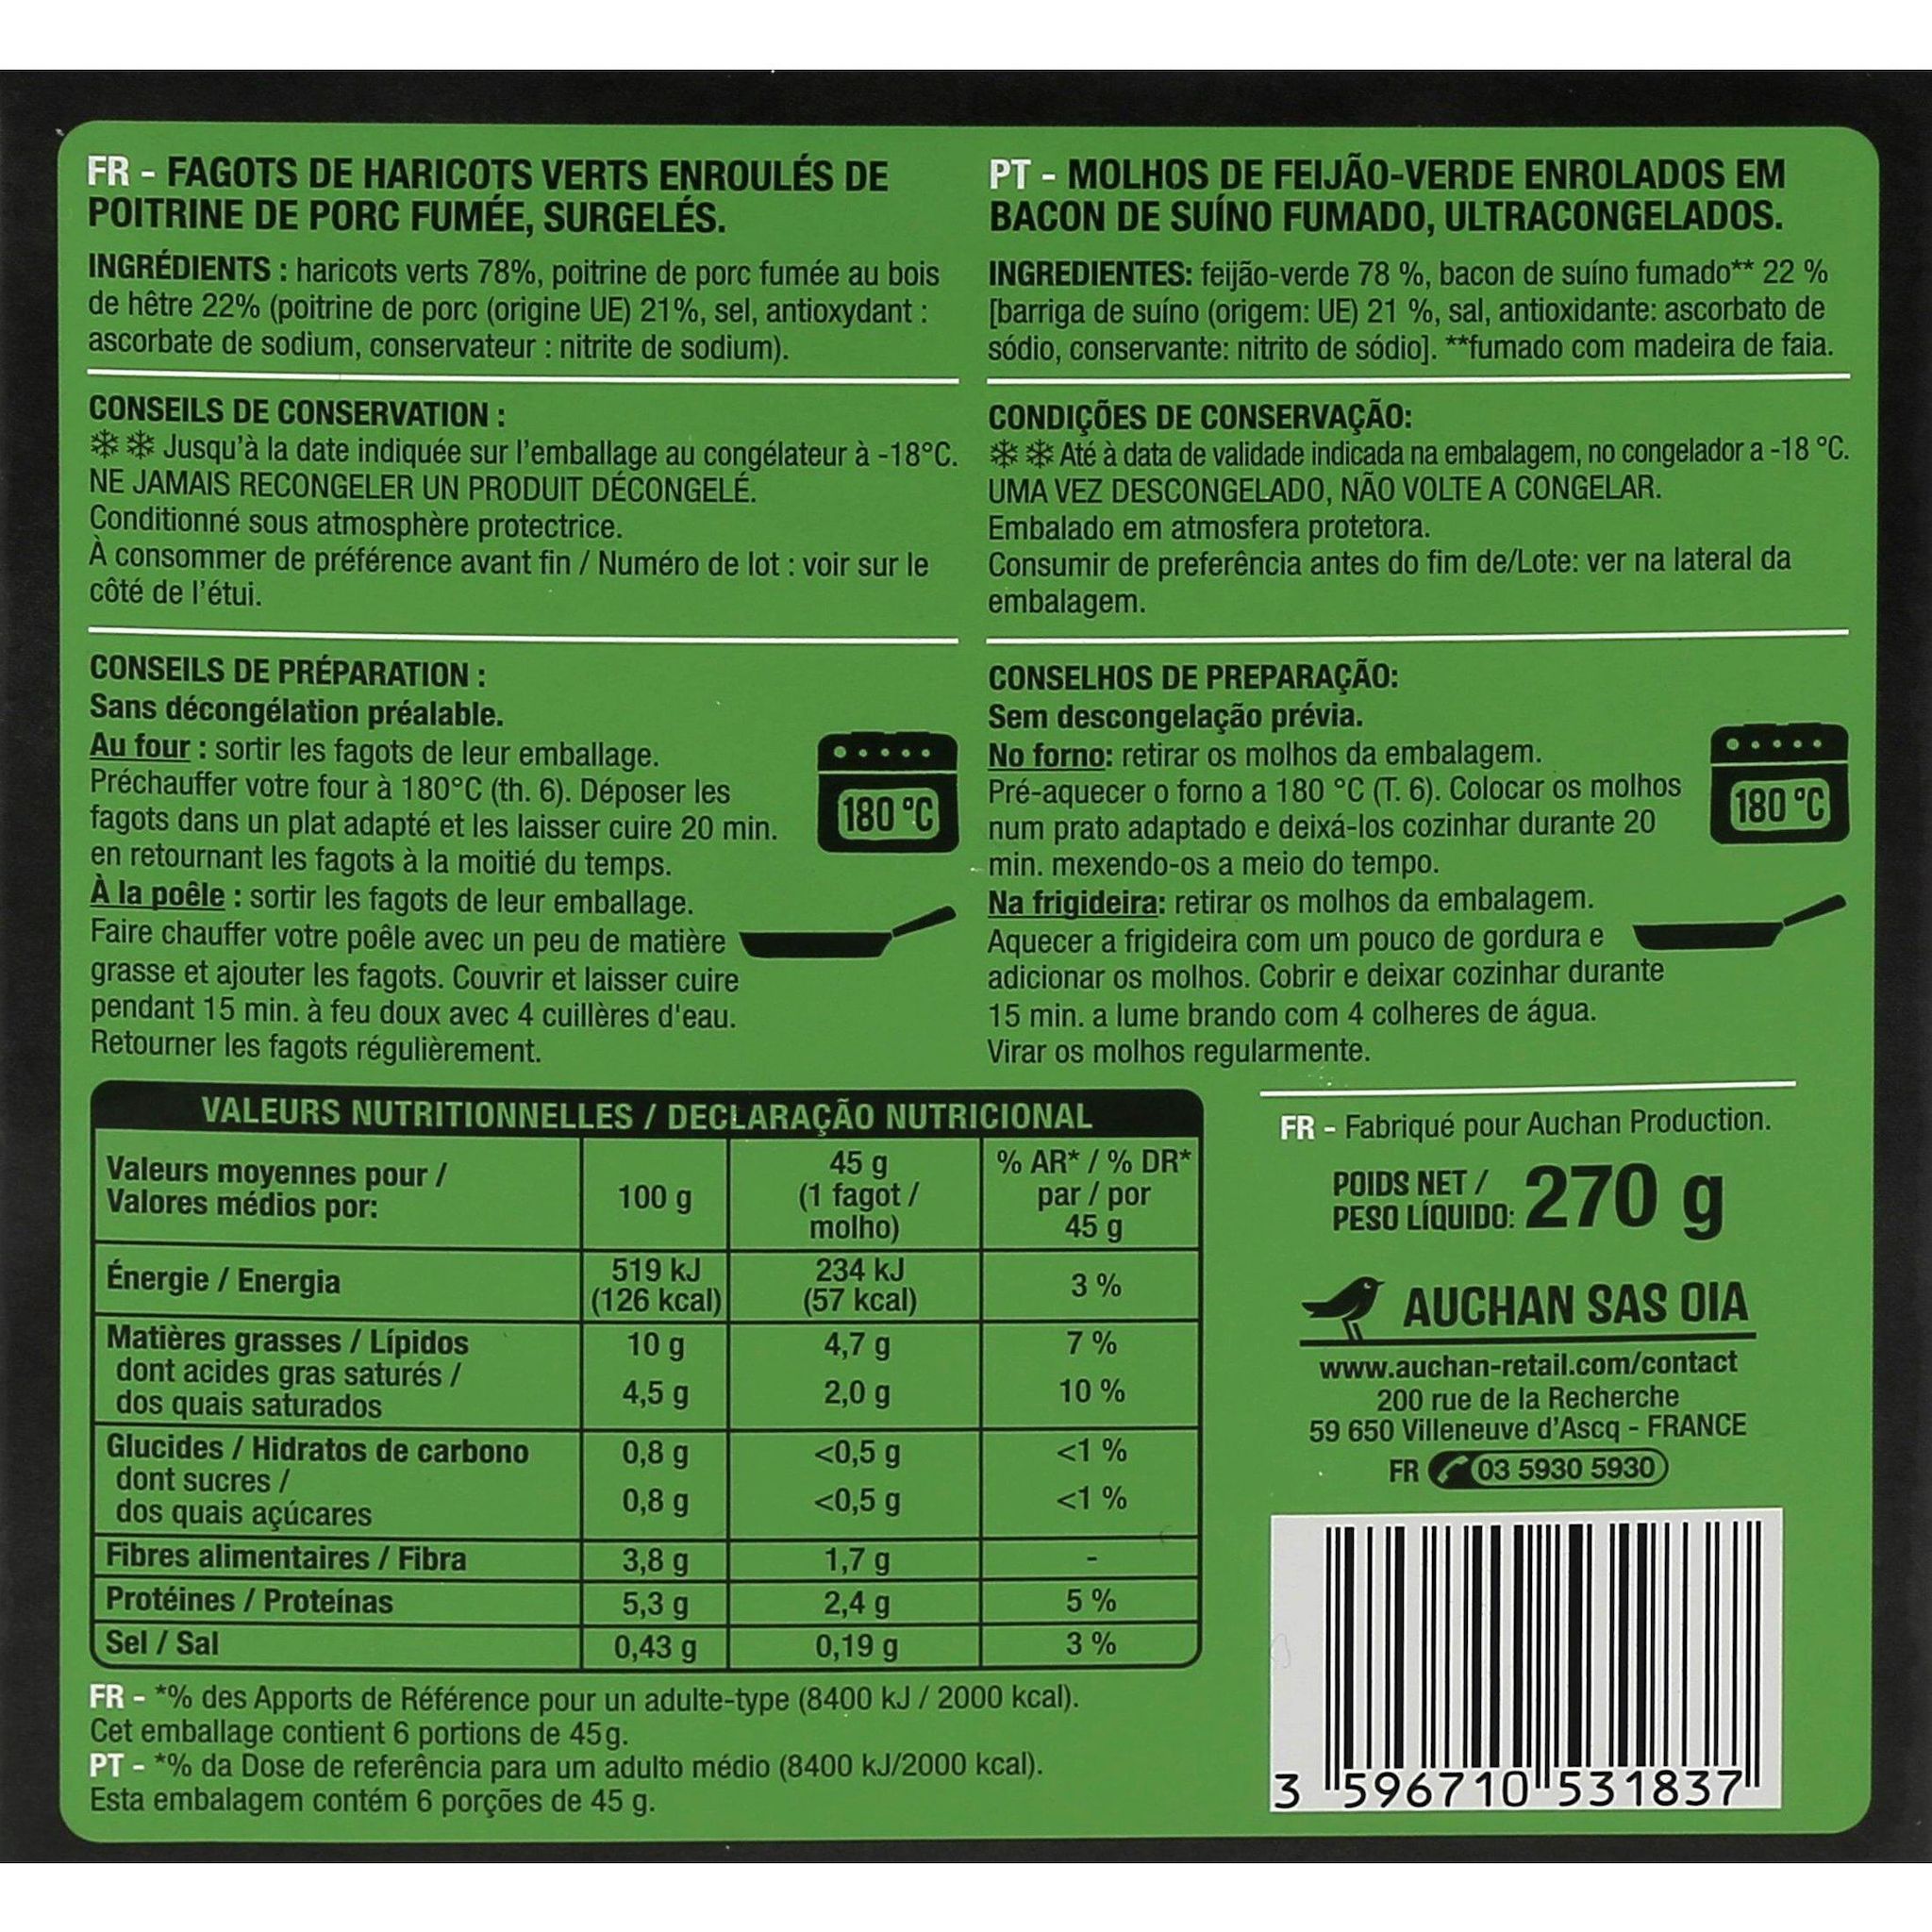 FR - FAGOTS DE HARICOTS VERTS ENROULÉS DE
POITRINE DE PORC FUMÉE, SURGELÉS.
INGRÉDIENTS : haricots verts 78%, poitrine de porc fumée au bois
de hêtre 22% (poitrine de porc (origine UE) 21%, sel, antioxydant :
ascorbate de sodium, conservateur : nitrite de sodium).
CONSEILS DE CONSERVATION :
Jusqu'à la date indiquée sur l'emballage au congélateur à -18°C.
NE JAMAIS RECONGELER UN PRODUIT DÉCONGELÉ.
Conditionné sous atmosphère protectrice.
À consommer de préférence avant fin / Numéro de lot : voir sur le
côté de l'étui.
CONSEILS DE PRÉPARATION :
Sans décongélation préalable.
Au four : sortir les fagots de leur emballage.
Préchauffer votre four à 180°C (th. 6). Déposer les
fagots dans un plat adapté et les laisser cuire 20 min.
en retournant les fagots à la moitié du temps.
180 °C
À la poêle : sortir les fagots de leur emballage.
Faire chauffer votre poêle avec un peu de matière
grasse et ajouter les fagots. Couvrir et laisser cuire
pendant 15 min. à feu doux avec 4 cuillères d'eau.
Retourner les fagots régulièrement.
PT - MOLHOS DE FEIJÃO-VERDE ENROLADOS EM
BACON DE SUÍNO FUMADO, ULTRACONGELADOS.
INGREDIENTES: feijão-verde 78 %, bacon de suíno fumado** 22 %
[barriga de suíno (origem: UE) 21 %, sal, antioxidante: ascorbato de
sódio, conservante: nitrito de sódio]. **fumado com madeira de faia.
CONDIÇÕES DE CONSERVAÇÃO:
Até à data de validade indicada na embalagem, no congelador a -18 °C.
UMA VEZ DESCONGELADO, NÃO VOLTE A CONGELAR.
Embalado em atmosfera protetora.
Consumir de preferência antes do fim de/Lote: ver na lateral da
embalagem.
CONSELHOS DE PREPARAÇÃO:
Sem descongelação prévia.
No forno: retirar os molhos da embalagem.
Pré-aquecer o forno a 180 °C (T. 6). Colocar os molhos
num prato adaptado e deixá-los cozinhar durante 20
min. mexendo-os a meio do tempo.
180 °C
Na frigideira: retirar os molhos da embalagem.
Aquecer a frigideira com um pouco de gordura e
adicionar os molhos. Cobrir e deixar cozinhar durante
15 min. a lume brando com 4 colheres de água.
Virar os molhos regularmente.
VALEURS NUTRITIONNELLES / DECLARAÇÃO NUTRICIONAL
Valeurs moyennes pour /
Valores médios por:
100 g
45 g
(1 fagot /
molho)
% AR* / % DR*
par / por
45 g
Énergie / Energia
519 kJ
(126 kcal)
234 kJ
(57 kcal)
3 %
Matières grasses / Lípidos 10 g 4,7 g 7 %
dont acides gras saturés /
dos quais saturados 4,5 g 2,0 g 10 %
Glucides / Hidratos de carbono 0,8 g <0,5 g <1 %
dont sucres /
dos quais açúcares 0,8 g <0,5 g <1 %
Fibres alimentaires / Fibra 3,8 g 1,7 g -
Protéines / Proteínas 5,3 g 2,4 g 5 %
Sel / Sal 0,43 g 0,19 g 3 %
FR - *% des Apports de Référence pour un adulte-type (8400 kJ / 2000 kcal).
Cet emballage contient 6 portions de 45g.
PT - *% da Dose de referência para um adulto médio (8400 kJ/2000 kcal).
Esta embalagem contém 6 porções de 45 g.
FR - Fabriqué pour Auchan Production.
POIDS NET /
PESO LÍQUIDO: 270 g
AUCHAN SAS OIA
www.auchan-retail.com/contact
200 rue de la Recherche
59 650 Villeneuve d'Ascq - FRANCE
FR 03 5930 5930
3 596710 531837